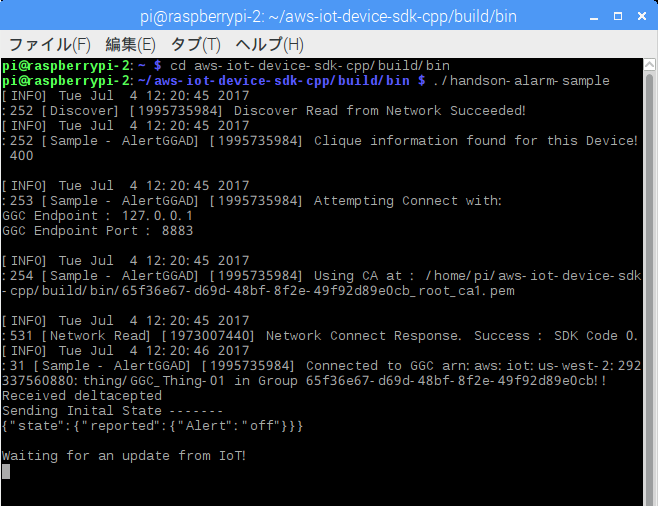 pi@raspberrypi-2: ~/aws-iot-device-sdk-cpp/build/bin
ファイル(F) 編集(E) タブ(T) ヘルプ(H)
pi@raspberrypi-2:~ $ cd aws-iot-device-sdk-cpp/build/bin
pi@raspberrypi-2:~/aws-iot-device-sdk-cpp/build/bin $ ./handson-alarm-sample
[INFO] Tue Jul  4 12:20:45 2017
:252 [Discover] [1995735984] Discover Read from Network Succeeded!
[INFO] Tue Jul  4 12:20:45 2017
:252 [Sample - AlertGGAD] [1995735984] Clique information found for this Device!
 400
[INFO] Tue Jul  4 12:20:45 2017
:253 [Sample - AlertGGAD] [1995735984] Attempting Connect with:
GGC Endpoint : 127.0.0.1
GGC Endpoint Port : 8883
[INFO] Tue Jul  4 12:20:45 2017
:254 [Sample - AlertGGAD] [1995735984] Using CA at : /home/pi/aws-iot-device-sdk
-cpp/build/bin/65f36e67-d69d-48bf-8f2e-49f92d89e0cb_root_ca1.pem
[INFO] Tue Jul  4 12:20:45 2017
:531 [Network Read] [1973007440] Network Connect Response. Success : SDK Code 0.
[INFO] Tue Jul  4 12:20:46 2017
:31 [Sample - AlertGGAD] [1995735984] Connected to GGC arn:aws:iot:us-west-2:292
337560880:thing/GGC_Thing-01 in Group 65f36e67-d69d-48bf-8f2e-49f92d89e0cb!!
Received deltacepted
Sending Inital State -------
{"state":{"reported":{"Alert":"off"}}}
Waiting for an update from IoT!